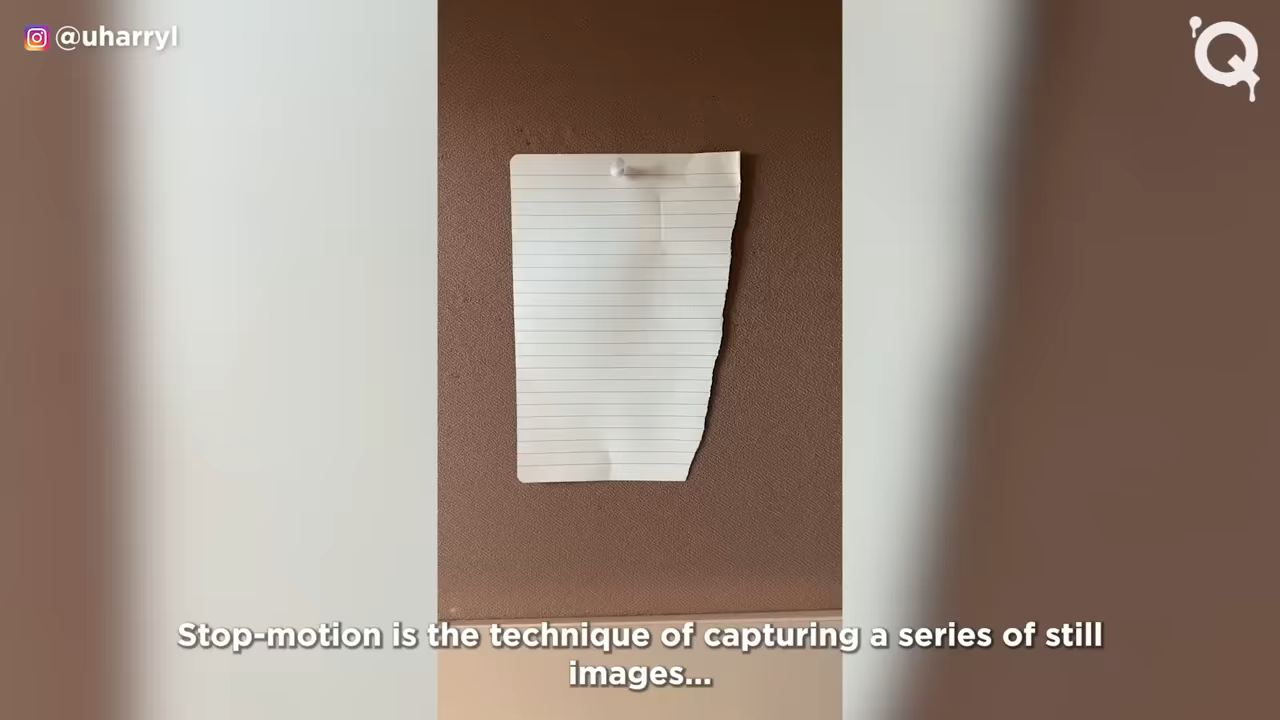 @uharryl
Q
Stop-motion is the technique of capturing a series of still
images...